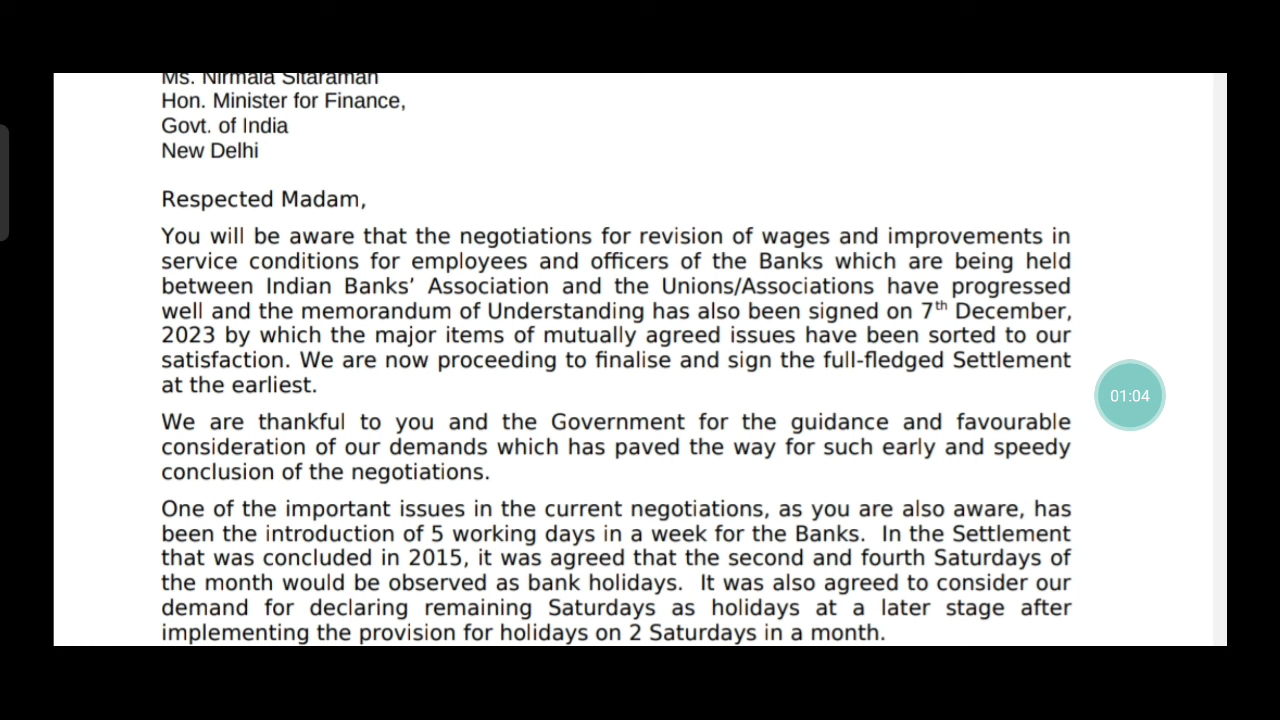 Ms. Nirmala Sitaraman
Hon. Minister for Finance,
Govt. of India
New Delhi
Respected Madam,
You will be aware that the negotiations for revision of wages and improvements in
service conditions for employees and officers of the Banks which are being held
between Indian Banks’ Association and the Unions/Associations have progressed
well and the memorandum of Understanding has also been signed on 7th December,
2023 by which the major items of mutually agreed issues have been sorted to our
satisfaction. We are now proceeding to finalise and sign the full-fledged Settlement
at the earliest.
01:04
We are thankful to you and the Government for the guidance and favourable
consideration of our demands which has paved the way for such early and speedy
conclusion of the negotiations.
One of the important issues in the current negotiations, as you are also aware, has
been the introduction of 5 working days in a week for the Banks.  In the Settlement
that was concluded in 2015, it was agreed that the second and fourth Saturdays of
the month would be observed as bank holidays.  It was also agreed to consider our
demand for declaring remaining Saturdays as holidays at a later stage after
implementing the provision for holidays on 2 Saturdays in a month.